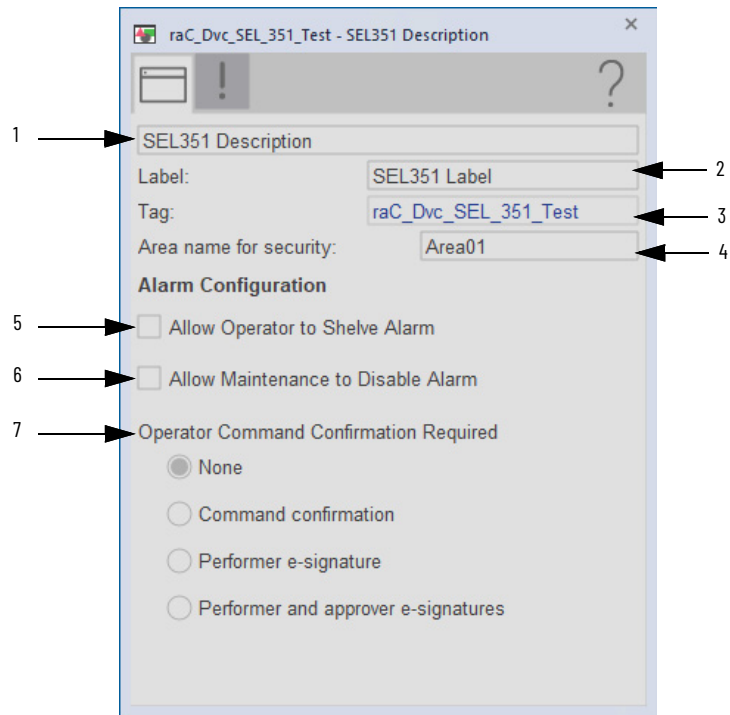 raC_Dvc_SEL_351_Test - SEL351 Description
×
! ?
1 SEL351 Description
Label: SEL351 Label 2
Tag: raC_Dvc_SEL_351_Test 3
Area name for security: Area01 4
Alarm Configuration
5 Allow Operator to Shelve Alarm
6 Allow Maintenance to Disable Alarm
7 Operator Command Confirmation Required
None
Command confirmation
Performer e-signature
Performer and approver e-signatures